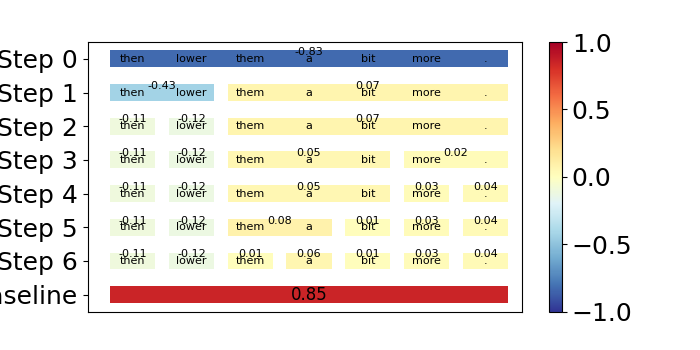 Step 0 then lower them a bit more . -0.83
Step 1 then lower them a bit more . -0.43 0.07
Step 2 then lower them a bit more . -0.11 -0.12 0.07
Step 3 then lower them a bit more . -0.11 -0.12 0.05 0.02
Step 4 then lower them a bit more . -0.11 -0.12 0.05 0.03 0.04
Step 5 then lower them a bit more . -0.11 -0.12 0.08 0.01 0.03 0.04
Step 6 then lower them a bit more . -0.11 -0.12 0.01 0.06 0.01 0.03 0.04
seline 0.85
1.0
0.5
0.0
−0.5
−1.0